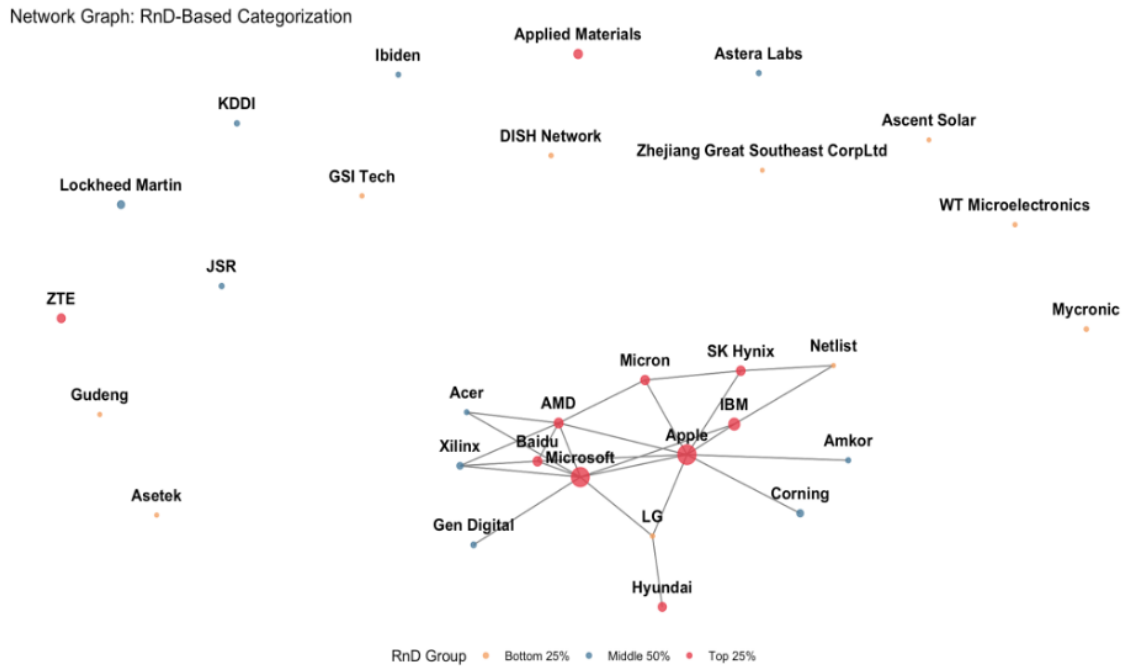 Network Graph: RnD-Based Categorization
Applied Materials
Ibiden
Astera Labs
KDDI
Ascent Solar
DISH Network
Zhejiang Great Southeast CorpLtd
GSI Tech
Lockheed Martin
WT Microelectronics
JSR
ZTE
Mycronic
Netlist
SK Hynix
Micron
Gudeng
Acer
AMD
IBM
Apple
Baidu
Xilinx
Amkor
Microsoft
Asetek
Corning
LG
Gen Digital
Hyundai
RnD Group Bottom 25% Middle 50% Top 25%